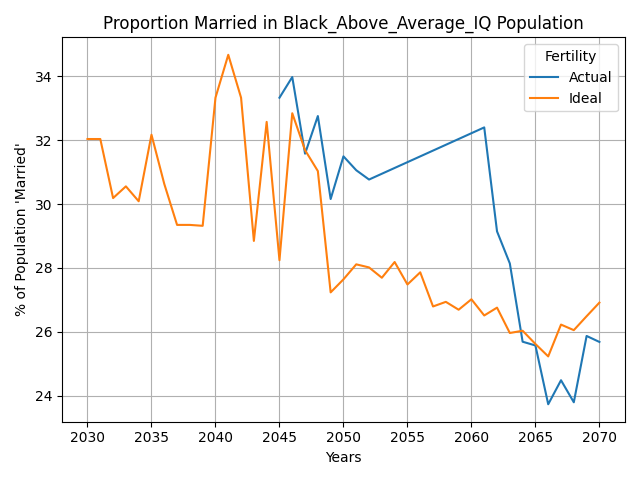 Proportion Married in Black_Above_Average_IQ Population
Fertility
Actual
Ideal
% of Population 'Married'
34
32
30
28
26
24
2030 2035 2040 2045 2050 2055 2060 2065 2070
Years